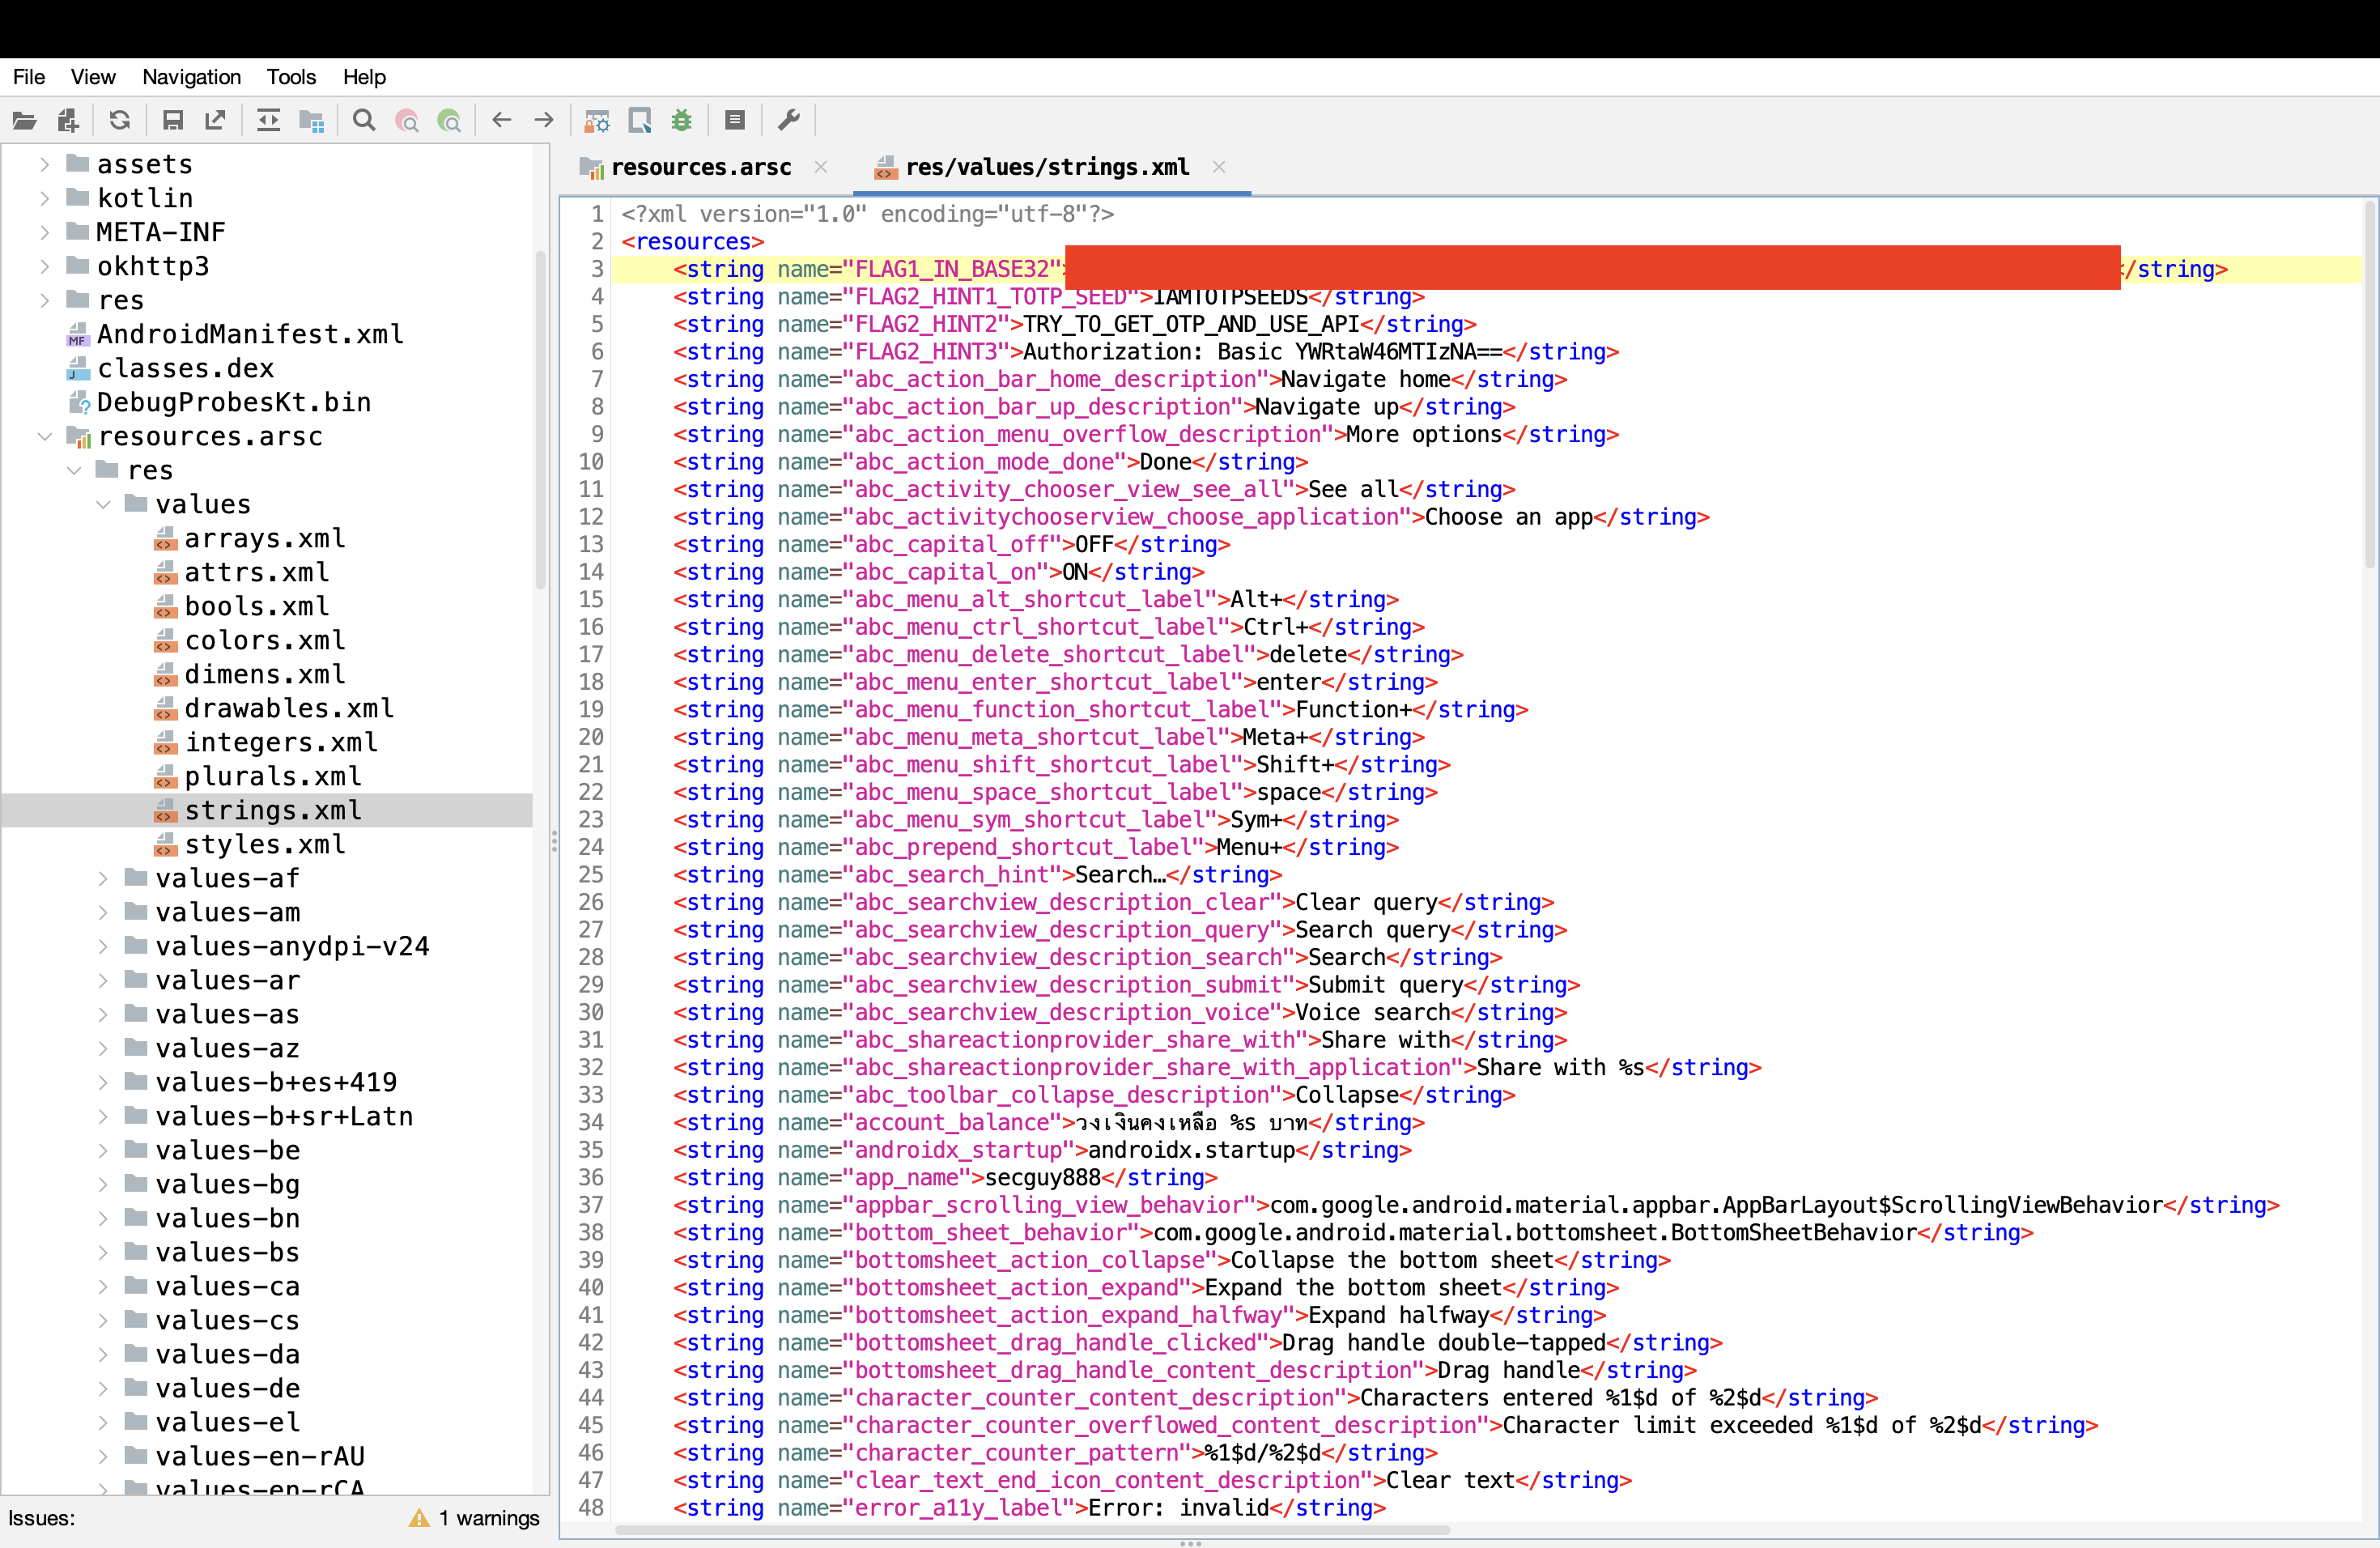 File View Navigation Tools Help
assets
kotlin
META-INF
okhttp3
res
AndroidManifest.xml
classes.dex
DebugProbesKt.bin
resources.arsc
res
values
arrays.xml
attrs.xml
bools.xml
colors.xml
dimens.xml
drawables.xml
integers.xml
plurals.xml
strings.xml
styles.xml
values-af
values-am
values-anydpi-v24
values-ar
values-as
values-az
values-b+es+419
values-b+sr+Latn
values-be
values-bg
values-bn
values-bs
values-ca
values-cs
values-da
values-de
values-el
values-en-rAU
values-en-rCA
Issues: 1 warnings
resources.arsc res/values/strings.xml
1 <?xml version="1.0" encoding="utf-8"?>
2 <resources>
3 <string name="FLAG1_IN_BASE32"> </string>
4 <string name="FLAG2_HINT1_TOTP_SEED">IAMTOTPSEEDS</string>
5 <string name="FLAG2_HINT2">TRY_TO_GET_OTP_AND_USE_API</string>
6 <string name="FLAG2_HINT3">Authorization: Basic YWRtaW46MTIzNA==</string>
7 <string name="abc_action_bar_home_description">Navigate home</string>
8 <string name="abc_action_bar_up_description">Navigate up</string>
9 <string name="abc_action_menu_overflow_description">More options</string>
10 <string name="abc_action_mode_done">Done</string>
11 <string name="abc_activity_chooser_view_see_all">See all</string>
12 <string name="abc_activitychooserview_choose_application">Choose an app</string>
13 <string name="abc_capital_off">OFF</string>
14 <string name="abc_capital_on">ON</string>
15 <string name="abc_menu_alt_shortcut_label">Alt+</string>
16 <string name="abc_menu_ctrl_shortcut_label">Ctrl+</string>
17 <string name="abc_menu_delete_shortcut_label">delete</string>
18 <string name="abc_menu_enter_shortcut_label">enter</string>
19 <string name="abc_menu_function_shortcut_label">Function+</string>
20 <string name="abc_menu_meta_shortcut_label">Meta+</string>
21 <string name="abc_menu_shift_shortcut_label">Shift+</string>
22 <string name="abc_menu_space_shortcut_label">space</string>
23 <string name="abc_menu_sym_shortcut_label">Sym+</string>
24 <string name="abc_prepend_shortcut_label">Menu+</string>
25 <string name="abc_search_hint">Search…</string>
26 <string name="abc_searchview_description_clear">Clear query</string>
27 <string name="abc_searchview_description_query">Search query</string>
28 <string name="abc_searchview_description_search">Search</string>
29 <string name="abc_searchview_description_submit">Submit query</string>
30 <string name="abc_searchview_description_voice">Voice search</string>
31 <string name="abc_shareactionprovider_share_with">Share with</string>
32 <string name="abc_shareactionprovider_share_with_application">Share with %s</string>
33 <string name="abc_toolbar_collapse_description">Collapse</string>
34 <string name="account_balance">วงเงินคงเหลือ %s บาท</string>
35 <string name="androidx_startup">androidx.startup</string>
36 <string name="app_name">secguy888</string>
37 <string name="appbar_scrolling_view_behavior">com.google.android.material.appbar.AppBarLayout$ScrollingViewBehavior</string>
38 <string name="bottom_sheet_behavior">com.google.android.material.bottomsheet.BottomSheetBehavior</string>
39 <string name="bottomsheet_action_collapse">Collapse the bottom sheet</string>
40 <string name="bottomsheet_action_expand">Expand the bottom sheet</string>
41 <string name="bottomsheet_action_expand_halfway">Expand halfway</string>
42 <string name="bottomsheet_drag_handle_clicked">Drag handle double-tapped</string>
43 <string name="bottomsheet_drag_handle_content_description">Drag handle</string>
44 <string name="character_counter_content_description">Characters entered %1$d of %2$d</string>
45 <string name="character_counter_overflowed_content_description">Character limit exceeded %1$d of %2$d</string>
46 <string name="character_counter_pattern">%1$d/%2$d</string>
47 <string name="clear_text_end_icon_content_description">Clear text</string>
48 <string name="error_a11y_label">Error: invalid</string>